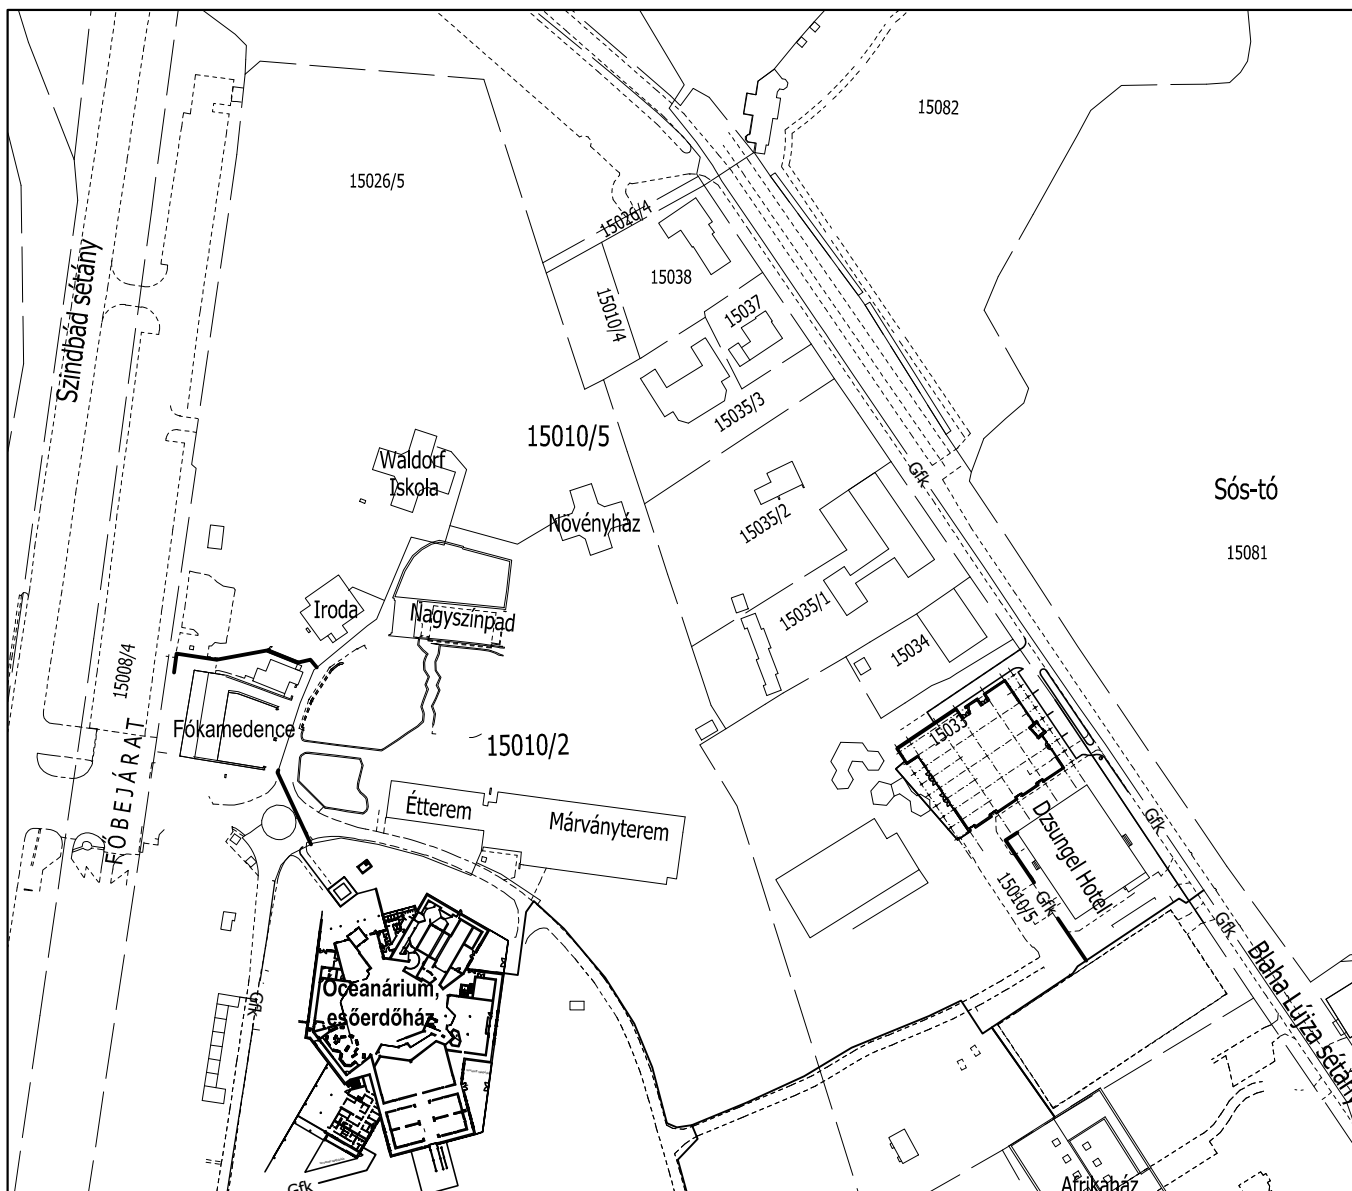 15082
15026/5
15026/4
Szindbád sétány
15038
15010/4
15037
15035/3
15010/5
Waldorf
Iskola
Gfk
Sós-tó
Növényház
15035/2
15081
Iroda
Nagyszínpad
15035/1
15034
15008/4
Fókamedence
15033
FŐBEJÁRAT
15010/2
Étterem
Márványterem
Dzsungel Hotel
Gfk
15010/5
Gfk
Gfk
Blaha Lujza sétány
Gfk
Oceanárium,
esőerdőház
Gfk
Afrikaház